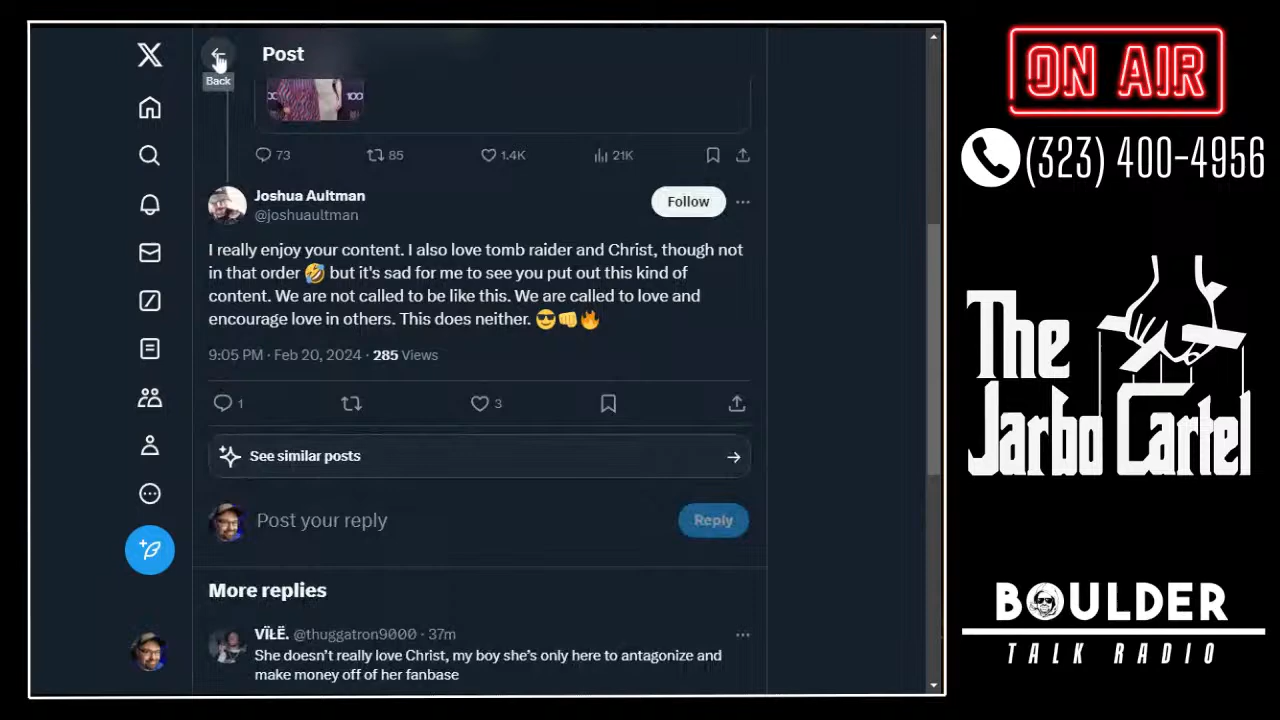 Post
Back
100
73 85 1.4K 21K
Joshua Aultman
@joshuaultman
Follow
I really enjoy your content. I also love tomb raider and Christ, though not
in that order 🤣 but it's sad for me to see you put out this kind of
content. We are not called to be like this. We are called to love and
encourage love in others. This does neither. 😎👊🔥
9:05 PM · Feb 20, 2024 · 285 Views
1 3
See similar posts
Post your reply
Reply
More replies
VÏŁË. @thuggatron9000 · 37m
She doesn't really love Christ, my boy she's only here to antagonize and
make money off of her fanbase
ON AIR
(323) 400-4956
The
Jarbo Cartel
BOULDER
TALK RADIO